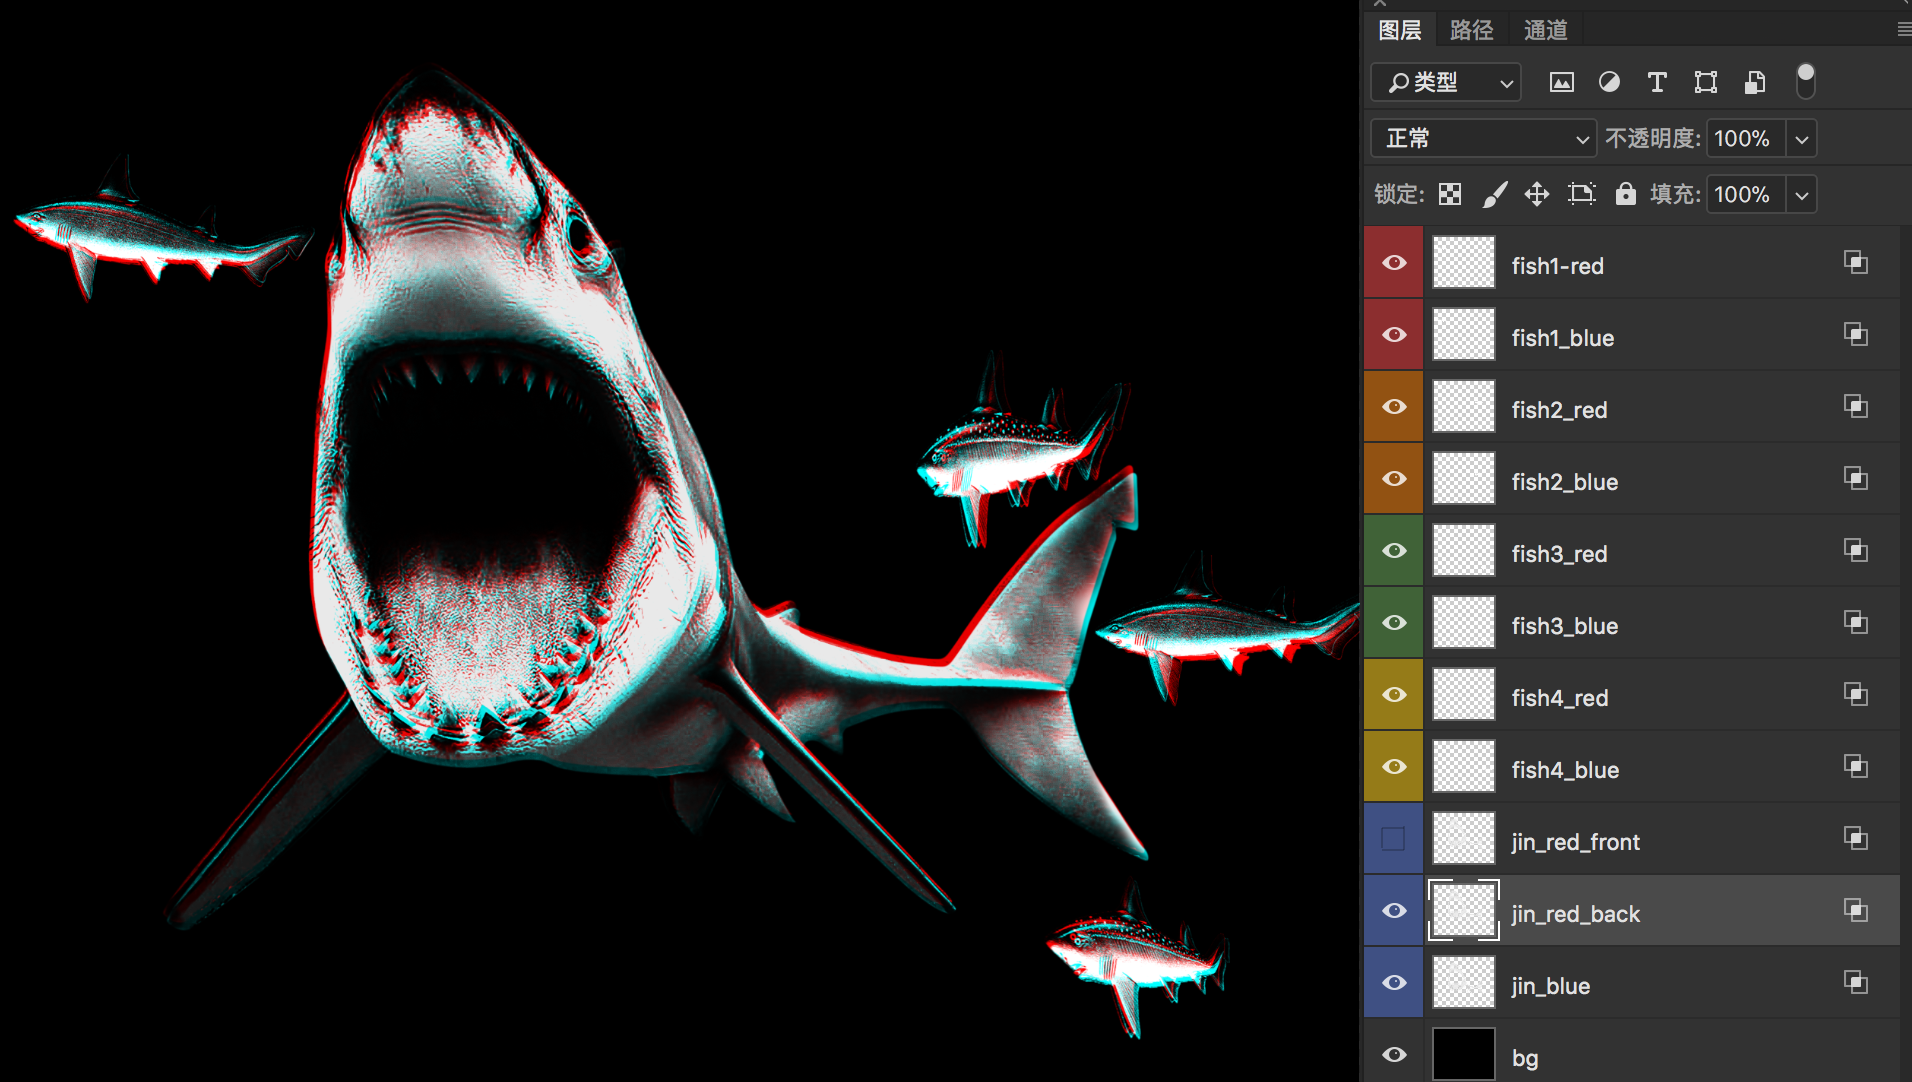 图层 路径 通道
类型
正常 不透明度: 100%
锁定: 填充: 100%
fish1-red
fish1_blue
fish2_red
fish2_blue
fish3_red
fish3_blue
fish4_red
fish4_blue
jin_red_front
jin_red_back
jin_blue
bg